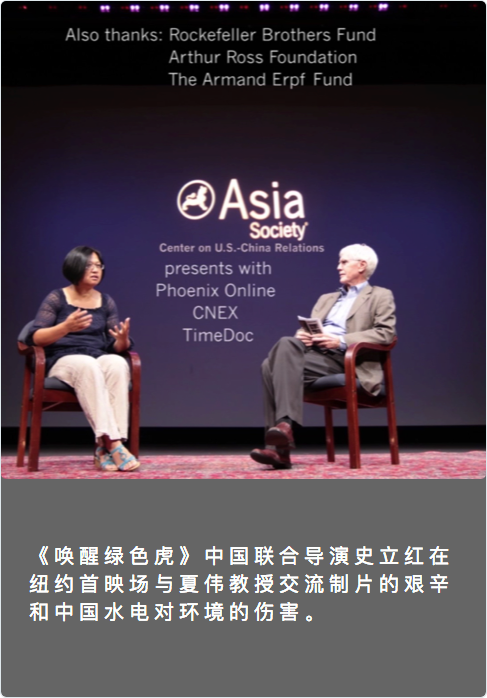 Also thanks: Rockefeller Brothers Fund
Arthur Ross Foundation
The Armand Erpf Fund
Asia
Society
Center on U.S.-China Relations
presents with
Phoenix Online
CNEX
TimeDoc
《唤醒绿色虎》中国联合导演史立红在
纽约首映场与夏伟教授交流制片的艰辛
和中国水电对环境的伤害。